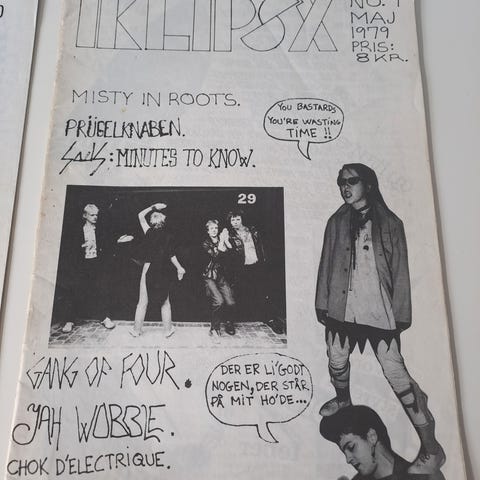 IKLIPSX
NO. 1
MAJ
1979
PRIS:
8 KR.
MISTY IN ROOTS.
PRÜGELKNABEN.
SODS: MINUTES TO KNOW.
YOU BASTARDS
YOU'RE WASTING
TIME !!
29
GANG OF FOUR.
JAH WOBBLE.
CHOK D'ELECTRIQUE.
DER ER LI'GODT
NOGEN, DER STÅR
PÅ MIT HO'DE...